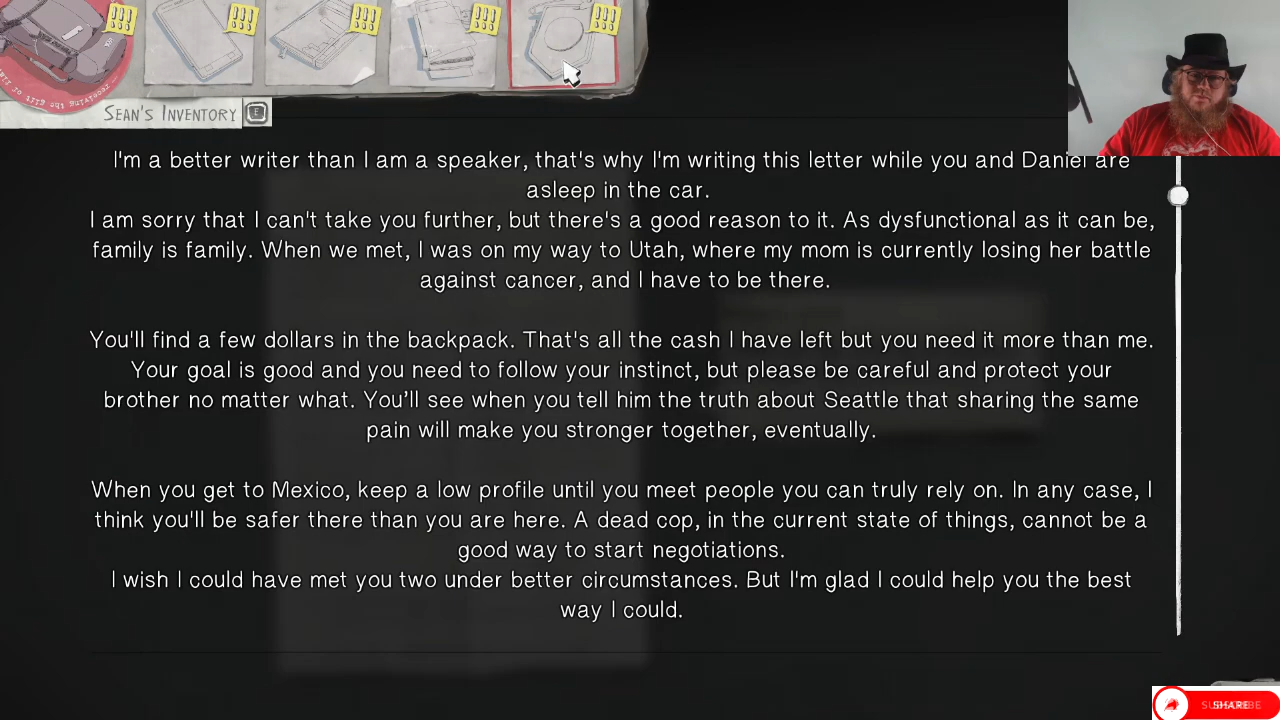 receiving the gift of
SEAN'S INVENTORY E
I'm a better writer than I am a speaker, that's why I'm writing this letter while you and Daniel are
asleep in the car.
I am sorry that I can't take you further, but there's a good reason to it. As dysfunctional as it can be,
family is family. When we met, I was on my way to Utah, where my mom is currently losing her battle
against cancer, and I have to be there.
You'll find a few dollars in the backpack. That's all the cash I have left but you need it more than me.
Your goal is good and you need to follow your instinct, but please be careful and protect your
brother no matter what. You'll see when you tell him the truth about Seattle that sharing the same
pain will make you stronger together, eventually.
When you get to Mexico, keep a low profile until you meet people you can truly rely on. In any case, I
think you'll be safer there than you are here. A dead cop, in the current state of things, cannot be a
good way to start negotiations.
I wish I could have met you two under better circumstances. But I'm glad I could help you the best
way I could.
SHARE